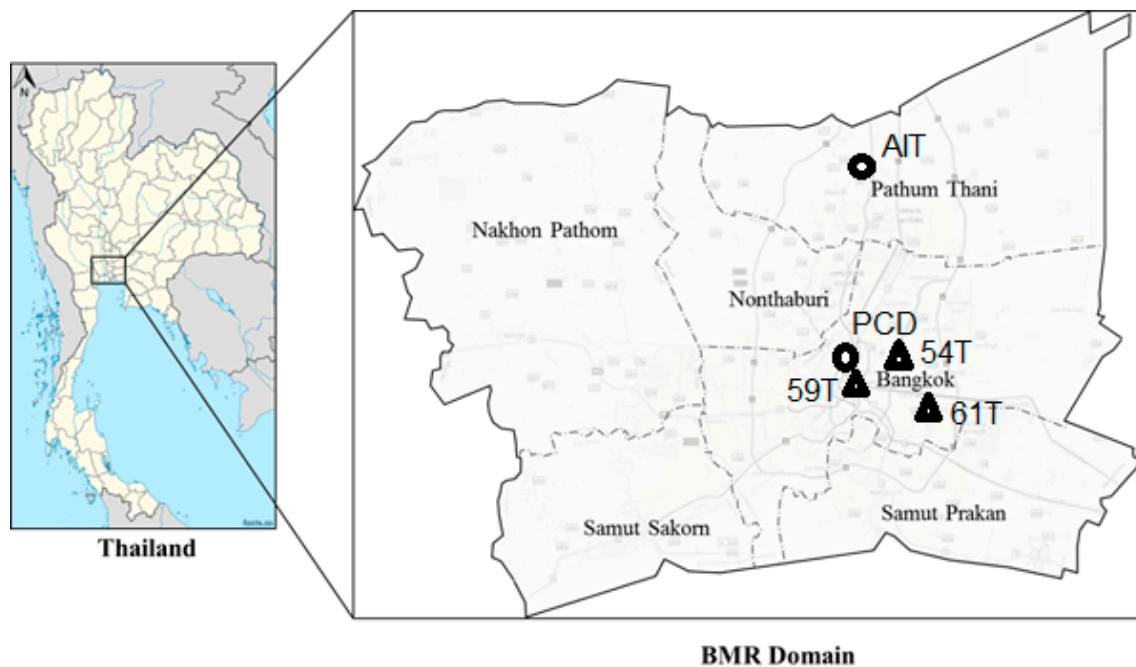 N
Thailand
AIT
Pathum Thani
Nakhon Pathom
Nonthaburi
PCD
54T
59T
Bangkok
61T
Samut Sakorn
Samut Prakan
BMR Domain